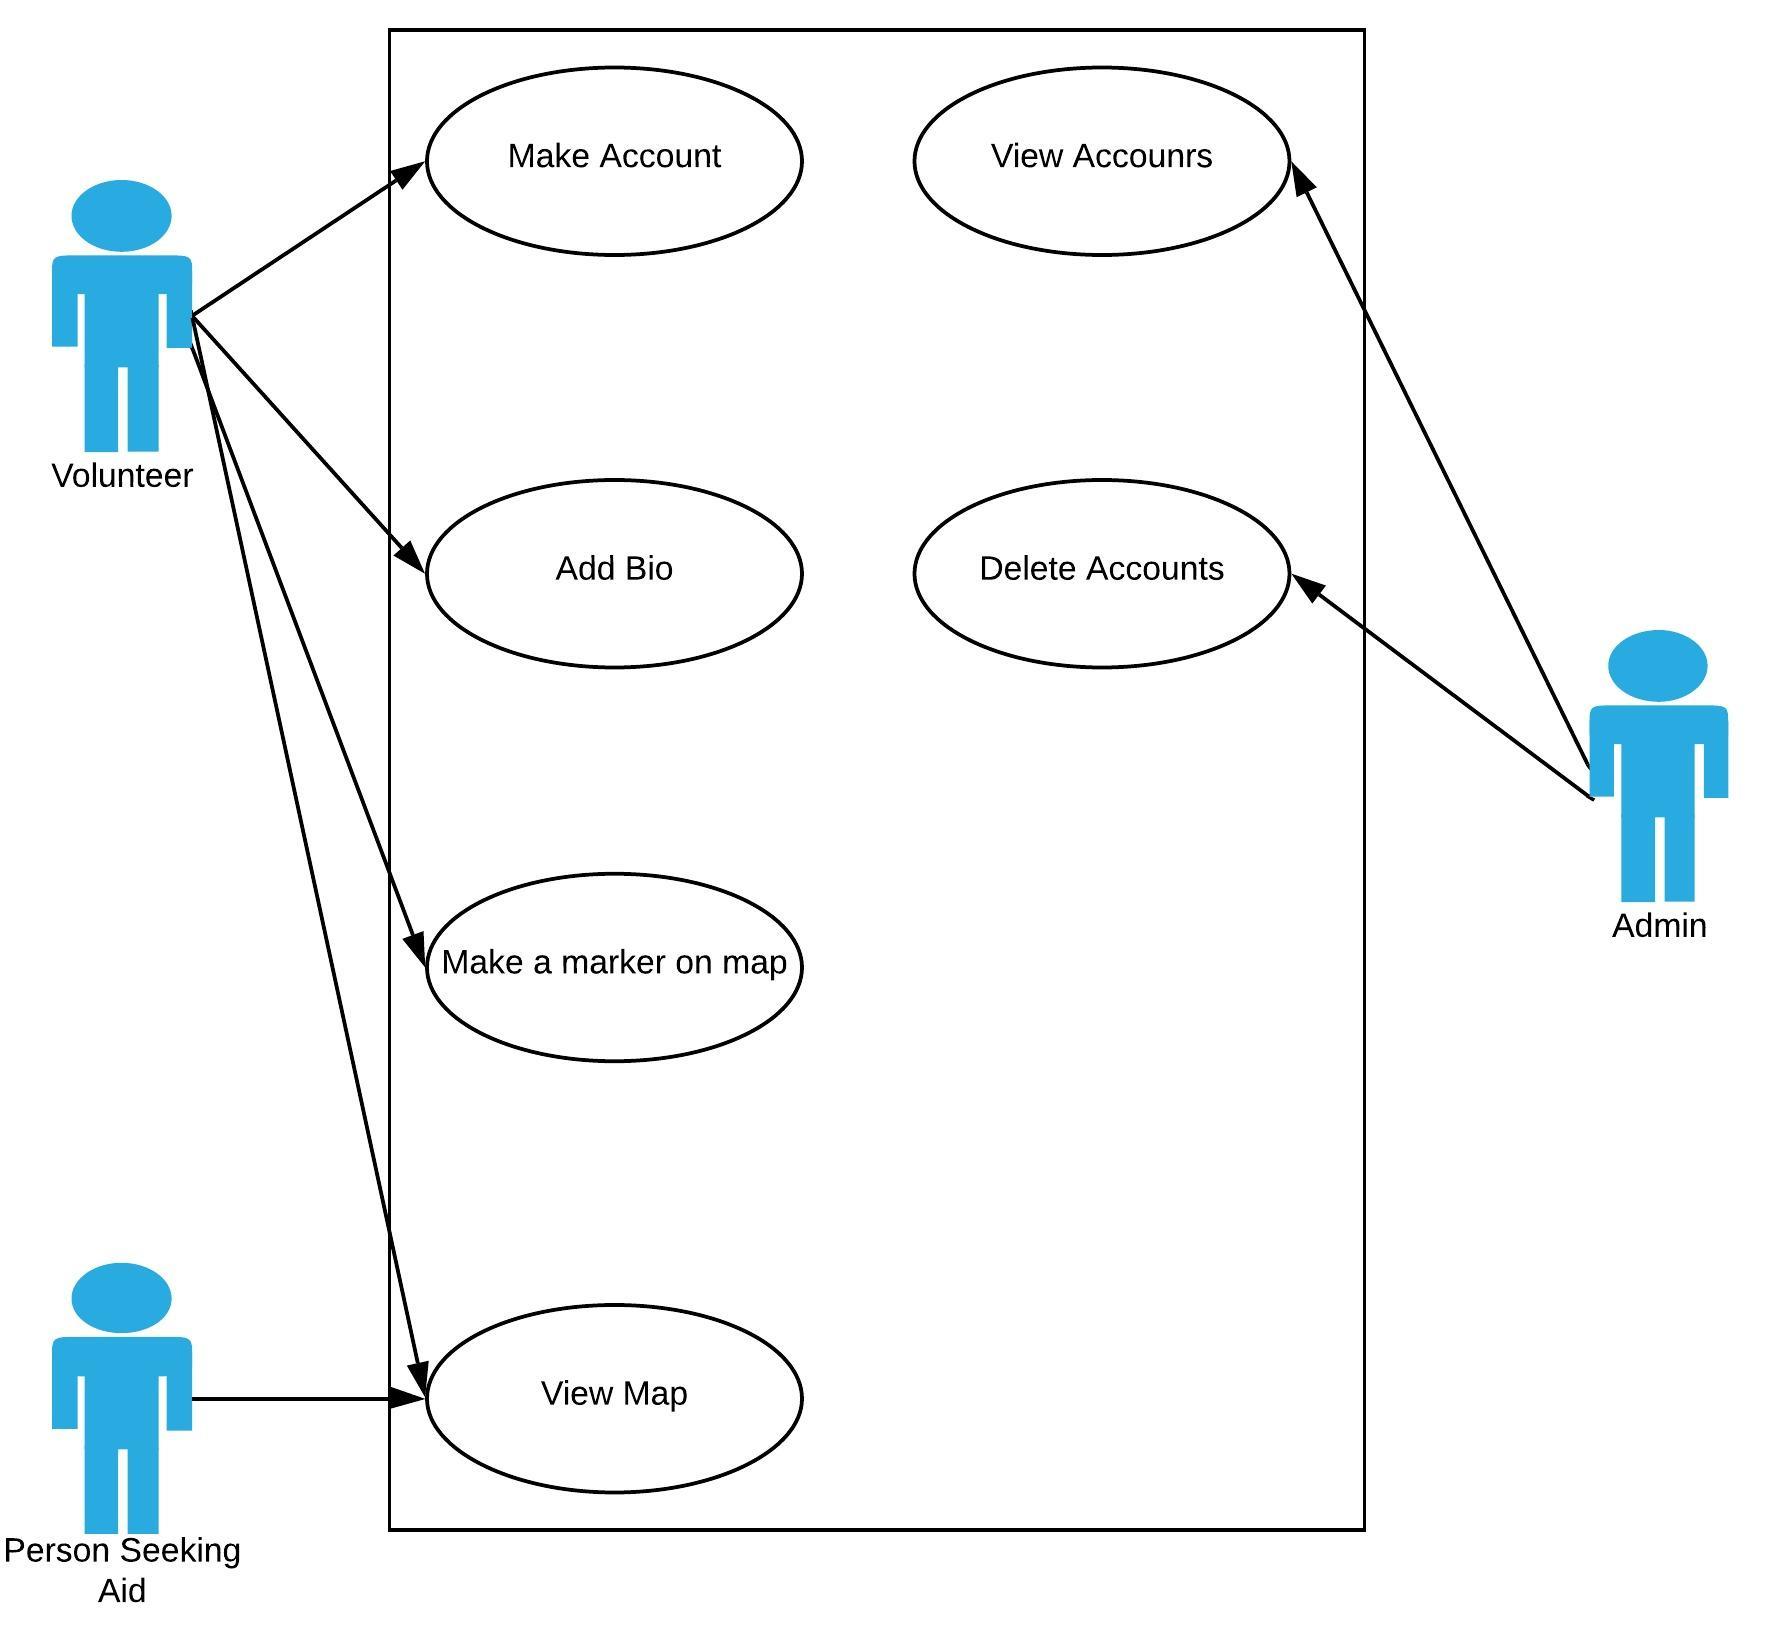 Make Account
View Accounrs
Volunteer
Add Bio
Delete Accounts
Admin
Make a marker on map
View Map
Person Seeking
Aid